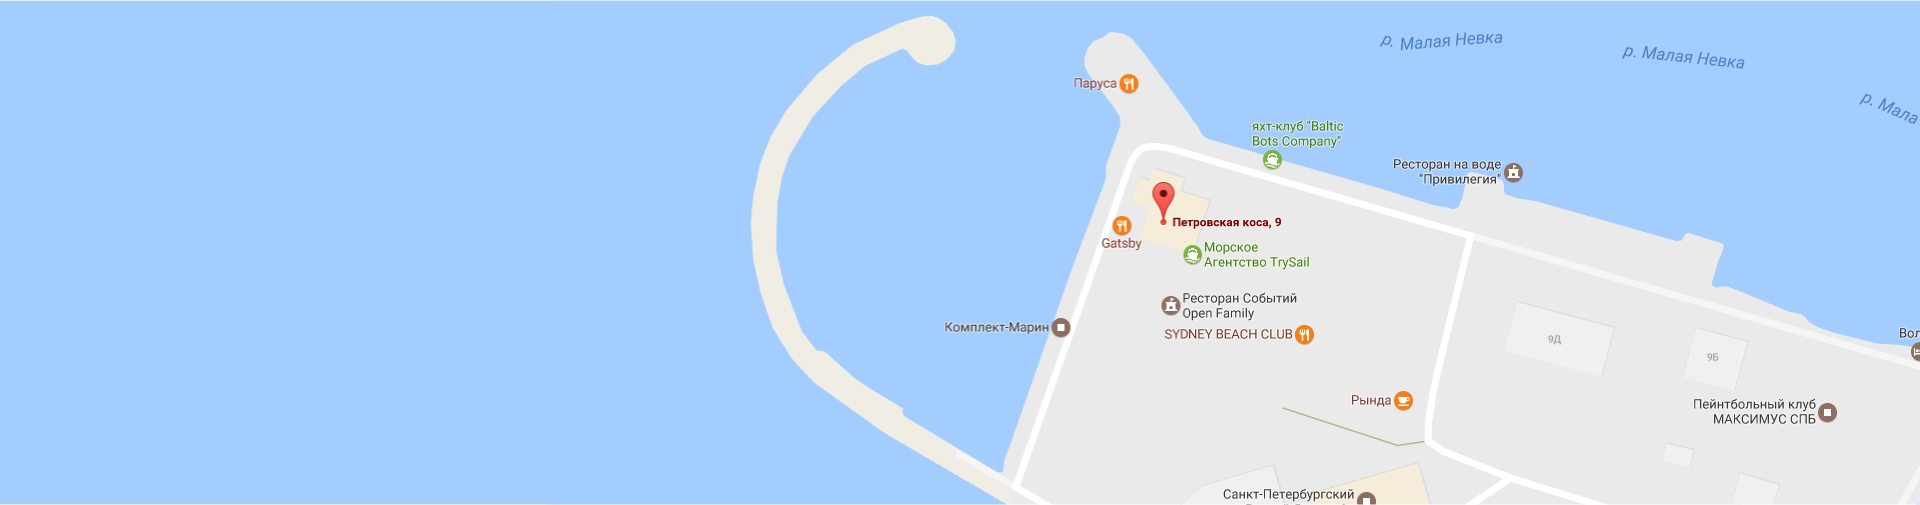 р. Малая Невка
р. Малая Невка
р. Мала
Паруса
яхт-клуб "Baltic
Bots Company"
Ресторан на воде
"Привилегия"
Петровская коса, 9
Gatsby
Морское
Агентство TrySail
Ресторан Событий
Open Family
Комплект-Марин
SYDNEY BEACH CLUB
Вол
9Д
9Б
Рында
Пейнтбольный клуб
МАКСИМУС СПБ
Санкт-Петербургский